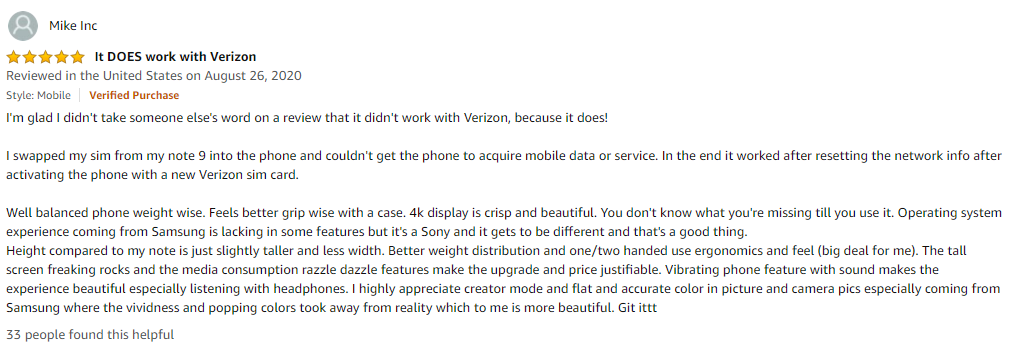 Mike Inc
It DOES work with Verizon
Reviewed in the United States on August 26, 2020
Style: Mobile Verified Purchase
I'm glad I didn't take someone else's word on a review that it didn't work with Verizon, because it does!
I swapped my sim from my note 9 into the phone and couldn't get the phone to acquire mobile data or service. In the end it worked after resetting the network info after
activating the phone with a new Verizon sim card.
Well balanced phone weight wise. Feels better grip wise with a case. 4k display is crisp and beautiful. You don't know what you're missing till you use it. Operating system
experience coming from Samsung is lacking in some features but it's a Sony and it gets to be different and that's a good thing.
Height compared to my note is just slightly taller and less width. Better weight distribution and one/two handed use ergonomics and feel (big deal for me). The tall
screen freaking rocks and the media consumption razzle dazzle features make the upgrade and price justifiable. Vibrating phone feature with sound makes the
experience beautiful especially listening with headphones. I highly appreciate creator mode and flat and accurate color in picture and camera pics especially coming from
Samsung where the vividness and popping colors took away from reality which to me is more beautiful. Git ittt
33 people found this helpful